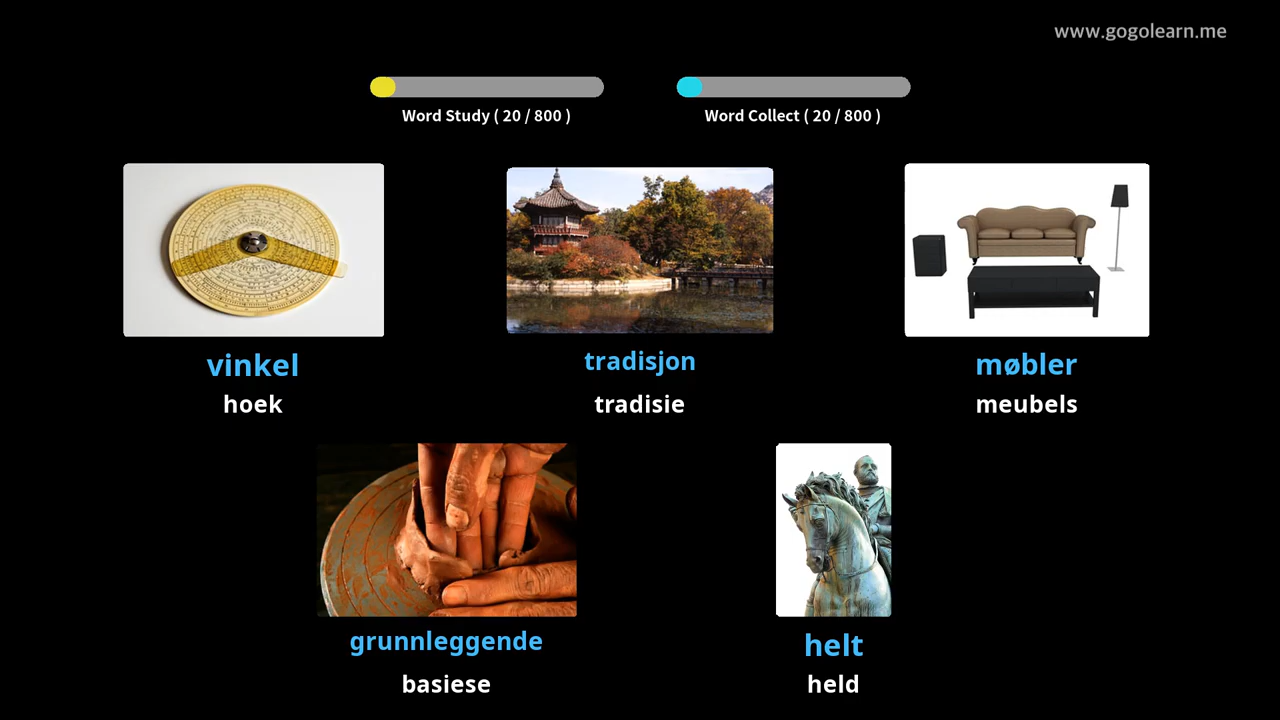 www.gogolearn.me
Word Study ( 20 / 800 )
Word Collect ( 20 / 800 )
vinkel
hoek
tradisjon
tradisie
møbler
meubels
grunnleggende
basiese
helt
held